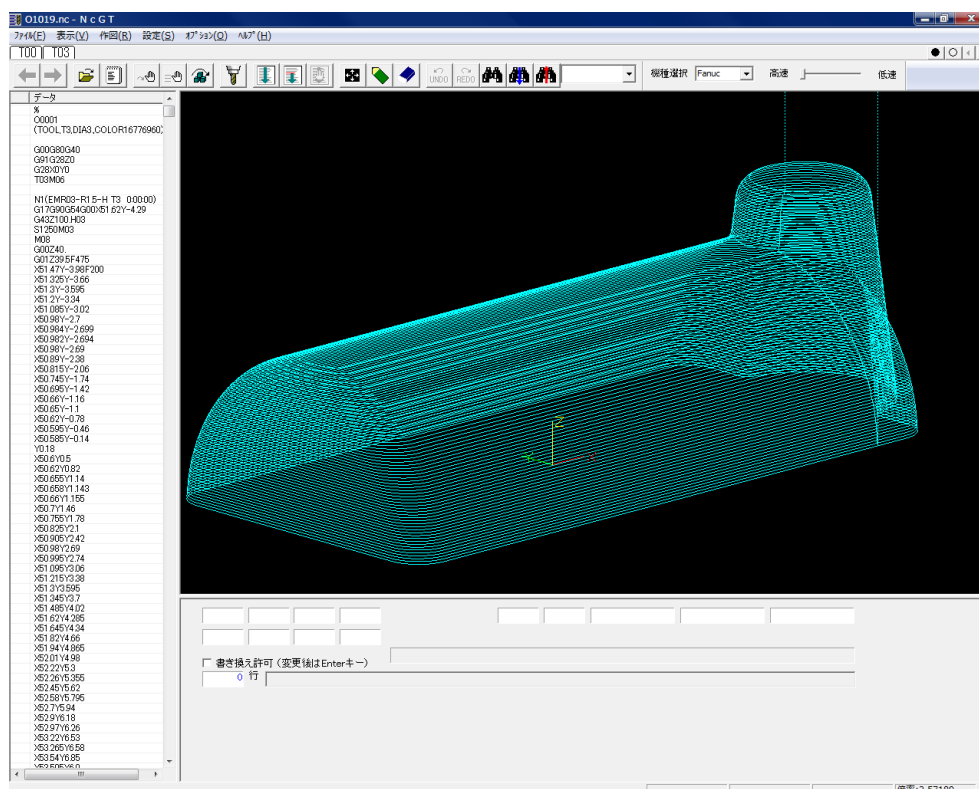 O1019.nc - N c G T
ﾌｧｲﾙ(F) 表示(V) 作図(R) 設定(S) ｵﾌﾟｼｮﾝ(O) ﾍﾙﾌﾟ(H)
T00 T03
UNDO REDO 機種選択 Fanuc 高速 低速
データ
%
O0001
(TOOL,T3,DIA3,COLOR16776960)
G00G80G40
G91G28Z0
G28X0Y0
T03M06
N1(EMR03-R1.5-H T3 0:00:00)
G17G90G54G00X51.62Y-4.29
G43Z100.H03
S1250M03
M08
G00Z40.
G01Z39.5F475
X51.47Y-3.98F200
X51.325Y-3.66
X51.3Y-3.595
X51.2Y-3.34
X51.085Y-3.02
X50.98Y-2.7
X50.984Y-2.699
X50.982Y-2.694
X50.98Y-2.69
X50.89Y-2.38
X50.815Y-2.06
X50.745Y-1.74
X50.695Y-1.42
X50.66Y-1.16
X50.65Y-1.1
X50.62Y-0.78
X50.595Y-0.46
X50.585Y-0.14
Y0.18
X50.6Y0.5
X50.62Y0.82
X50.655Y1.14
X50.658Y1.143
X50.66Y1.155
X50.7Y1.46
X50.755Y1.78
X50.825Y2.1
X50.905Y2.42
X50.98Y2.69
X50.995Y2.74
X51.095Y3.06
X51.215Y3.38
X51.3Y3.595
X51.345Y3.7
X51.485Y4.02
X51.62Y4.285
X51.645Y4.34
X51.82Y4.66
X51.94Y4.865
X52.01Y4.98
X52.22Y5.3
X52.26Y5.355
X52.45Y5.62
X52.58Y5.795
X52.7Y5.94
X52.9Y6.18
X52.97Y6.26
X53.22Y6.53
X53.265Y6.58
X53.54Y6.85
Z
書き換え許可（変更後はEnterキー）
0 行